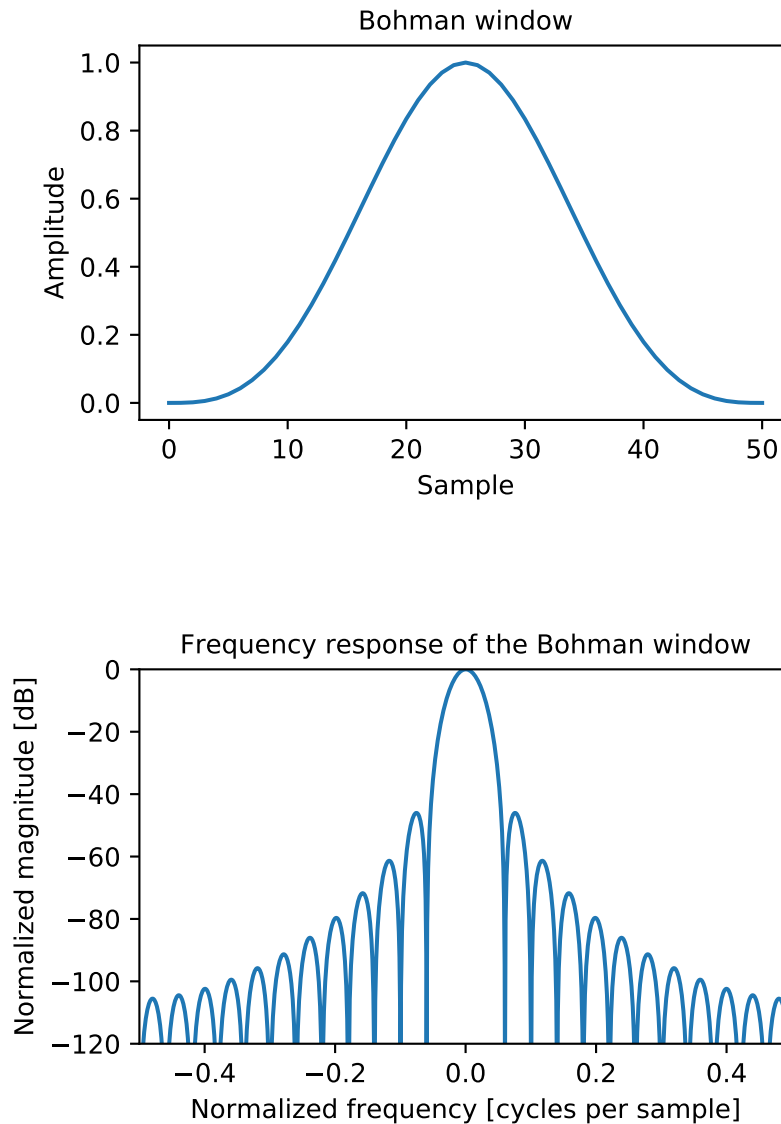 Bohman window
1.0
0.8
0.6
0.4
0.2
0.0
Amplitude
0 10 20 30 40 50
Sample
Frequency response of the Bohman window
0
−20
−40
−60
−80
−100
−120
Normalized magnitude [dB]
−0.4 −0.2 0.0 0.2 0.4
Normalized frequency [cycles per sample]